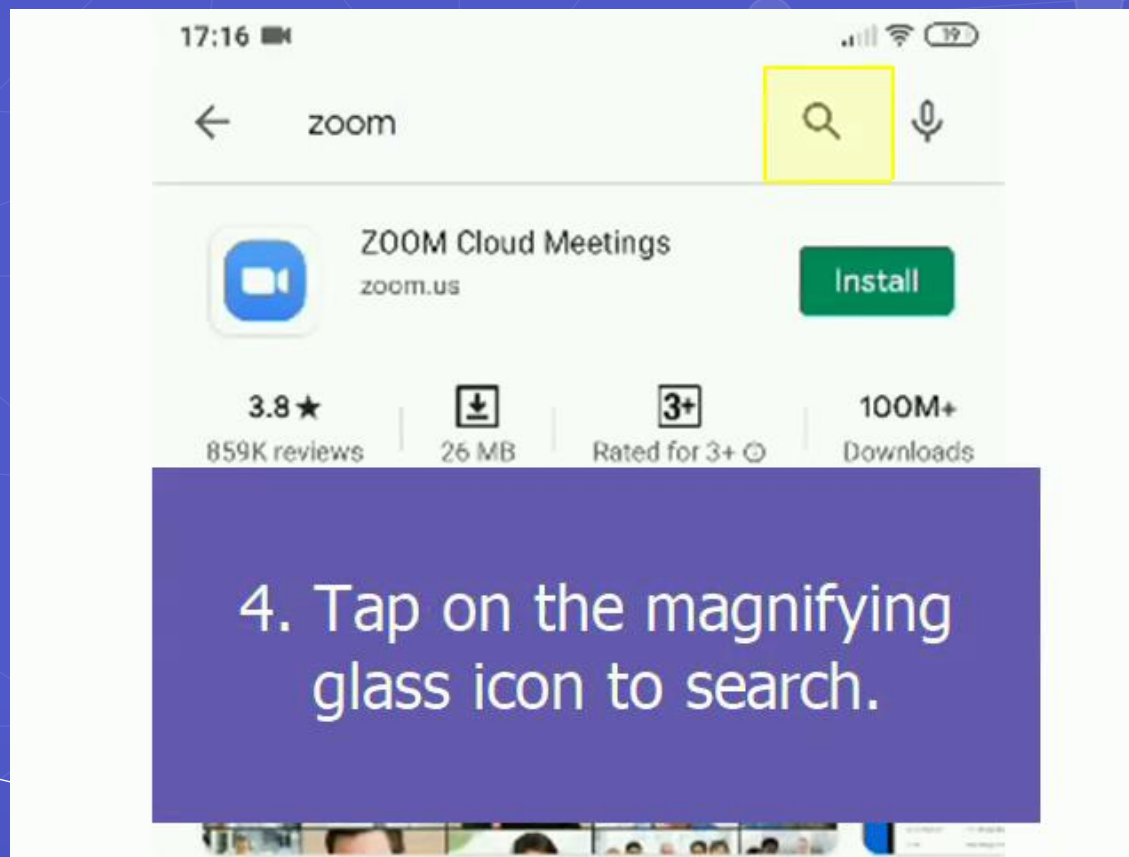 17:16 19
zoom
ZOOM Cloud Meetings
zoom.us
Install
3.8★ 3+ 100M+
859K reviews 26 MB Rated for 3+ Downloads
4. Tap on the magnifying
glass icon to search.